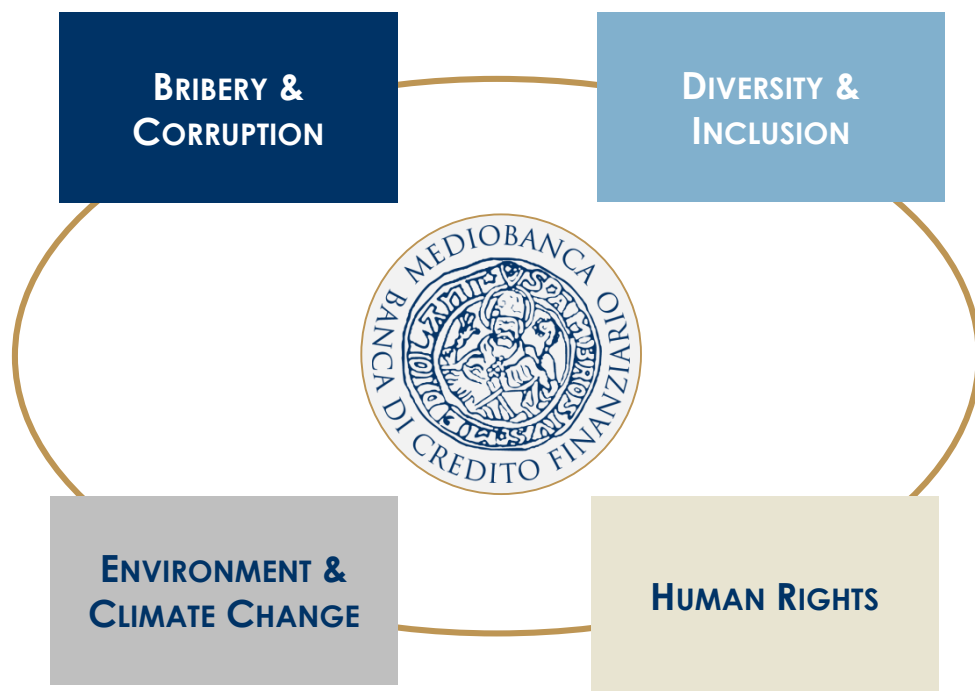 BRIBERY &
CORRUPTION
DIVERSITY &
INCLUSION
MEDIOBANCA
BANCA DI CREDITO FINANZIARIO
ENVIRONMENT &
CLIMATE CHANGE
HUMAN RIGHTS